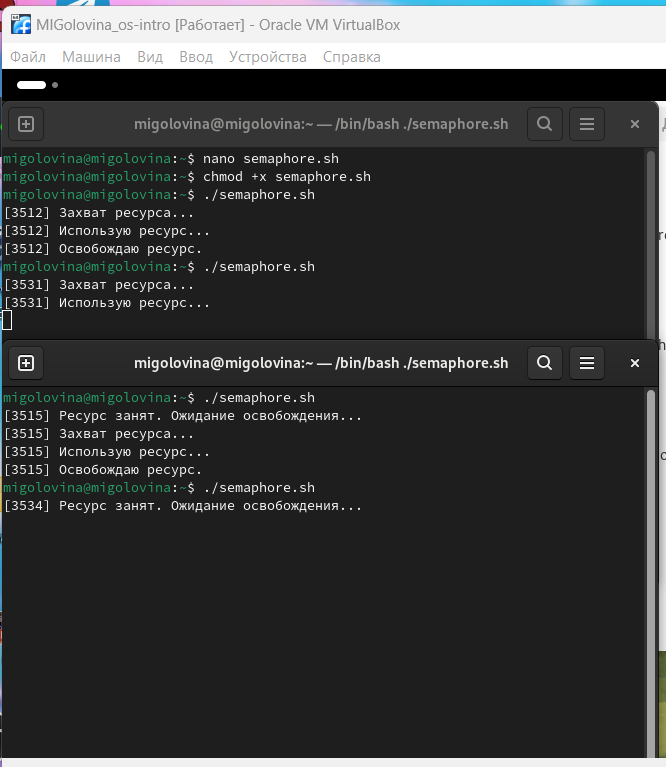 MIGolovina_os-intro [Работает] - Oracle VM VirtualBox
Файл Машина Вид Ввод Устройства Справка
migolovina@migolovina:~ — /bin/bash ./semaphore.sh
migolovina@migolovina:~$ nano semaphore.sh
migolovina@migolovina:~$ chmod +x semaphore.sh
migolovina@migolovina:~$ ./semaphore.sh
[3512] Захват ресурса...
[3512] Использую ресурс...
[3512] Освобождаю ресурс.
migolovina@migolovina:~$ ./semaphore.sh
[3531] Захват ресурса...
[3531] Использую ресурс...
migolovina@migolovina:~ — /bin/bash ./semaphore.sh
migolovina@migolovina:~$ ./semaphore.sh
[3515] Ресурс занят. Ожидание освобождения...
[3515] Захват ресурса...
[3515] Использую ресурс...
[3515] Освобождаю ресурс.
migolovina@migolovina:~$ ./semaphore.sh
[3534] Ресурс занят. Ожидание освобождения...